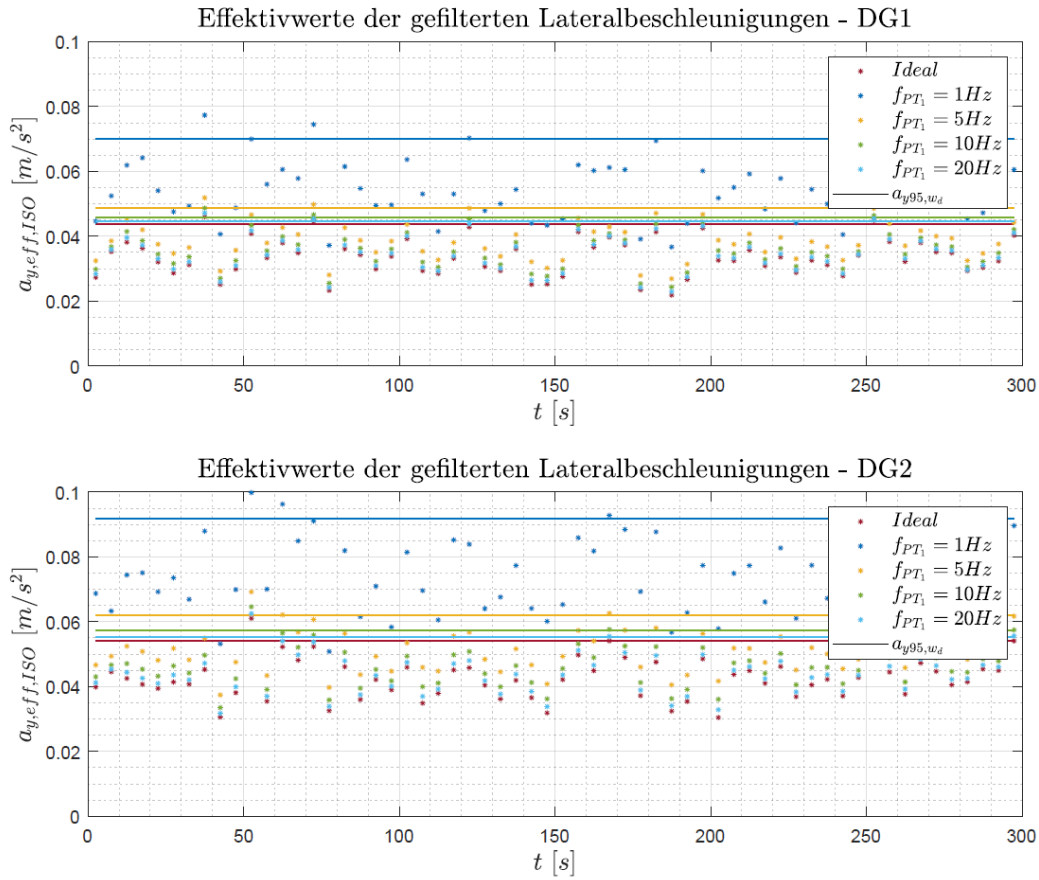 Effektivwerte der gefilterten Lateralbeschleunigungen - DG1
0.1
0.08
0.06
0.04
0.02
0
a_{y,eff,ISO} [m/s^2]
Ideal
f_{PT_1} = 1Hz
f_{PT_1} = 5Hz
f_{PT_1} = 10Hz
f_{PT_1} = 20Hz
a_{y95,w_d}
0 50 100 150 200 250 300
t [s]
Effektivwerte der gefilterten Lateralbeschleunigungen - DG2
0.1
0.08
0.06
0.04
0.02
0
a_{y,eff,ISO} [m/s^2]
Ideal
f_{PT_1} = 1Hz
f_{PT_1} = 5Hz
f_{PT_1} = 10Hz
f_{PT_1} = 20Hz
a_{y95,w_d}
0 50 100 150 200 250 300
t [s]